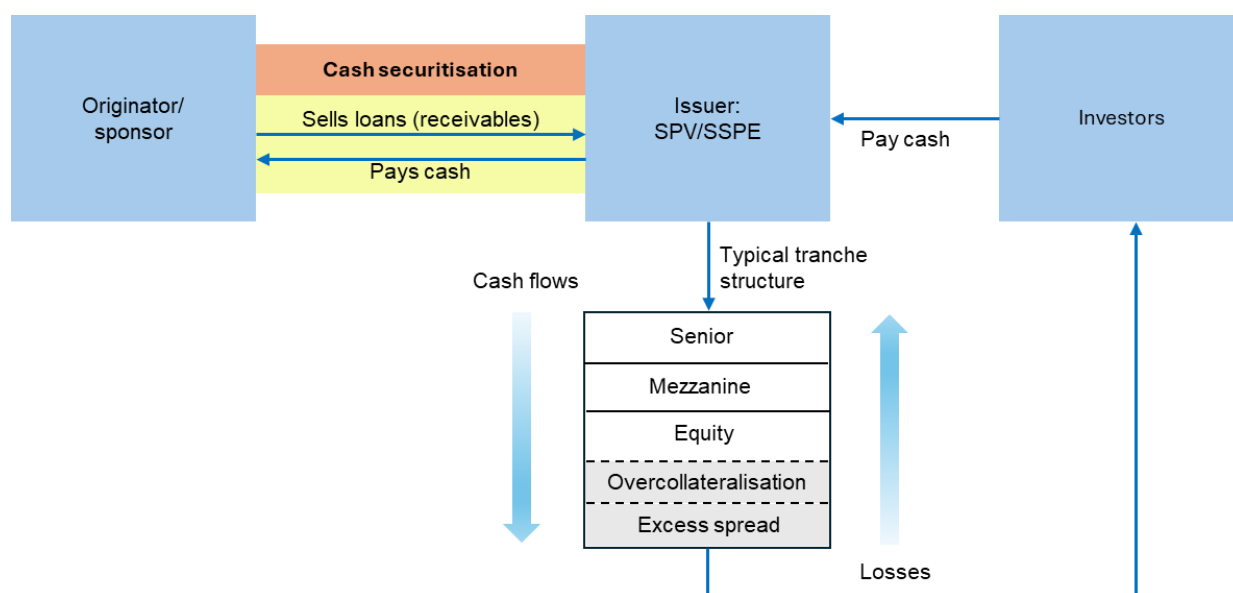 Cash securitisation
Originator/
sponsor
Sells loans (receivables)
Pays cash
Issuer:
SPV/SSPE
Pay cash
Investors
Typical tranche
structure
Cash flows
Senior
Mezzanine
Equity
Overcollateralisation
Excess spread
Losses